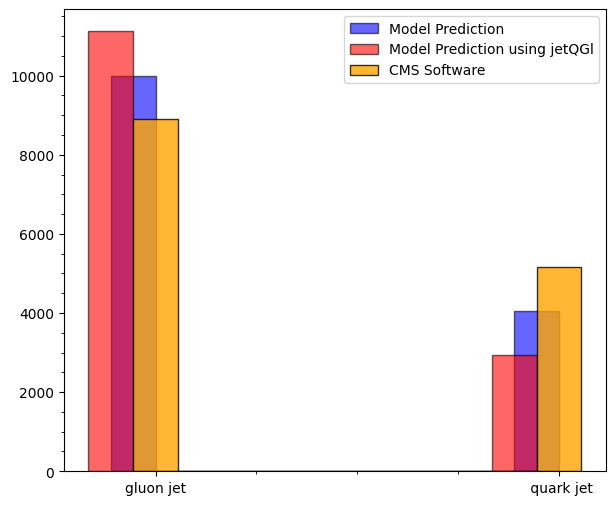 Model Prediction
Model Prediction using jetQGl
CMS Software
10000
8000
6000
4000
2000
0
gluon jet
quark jet